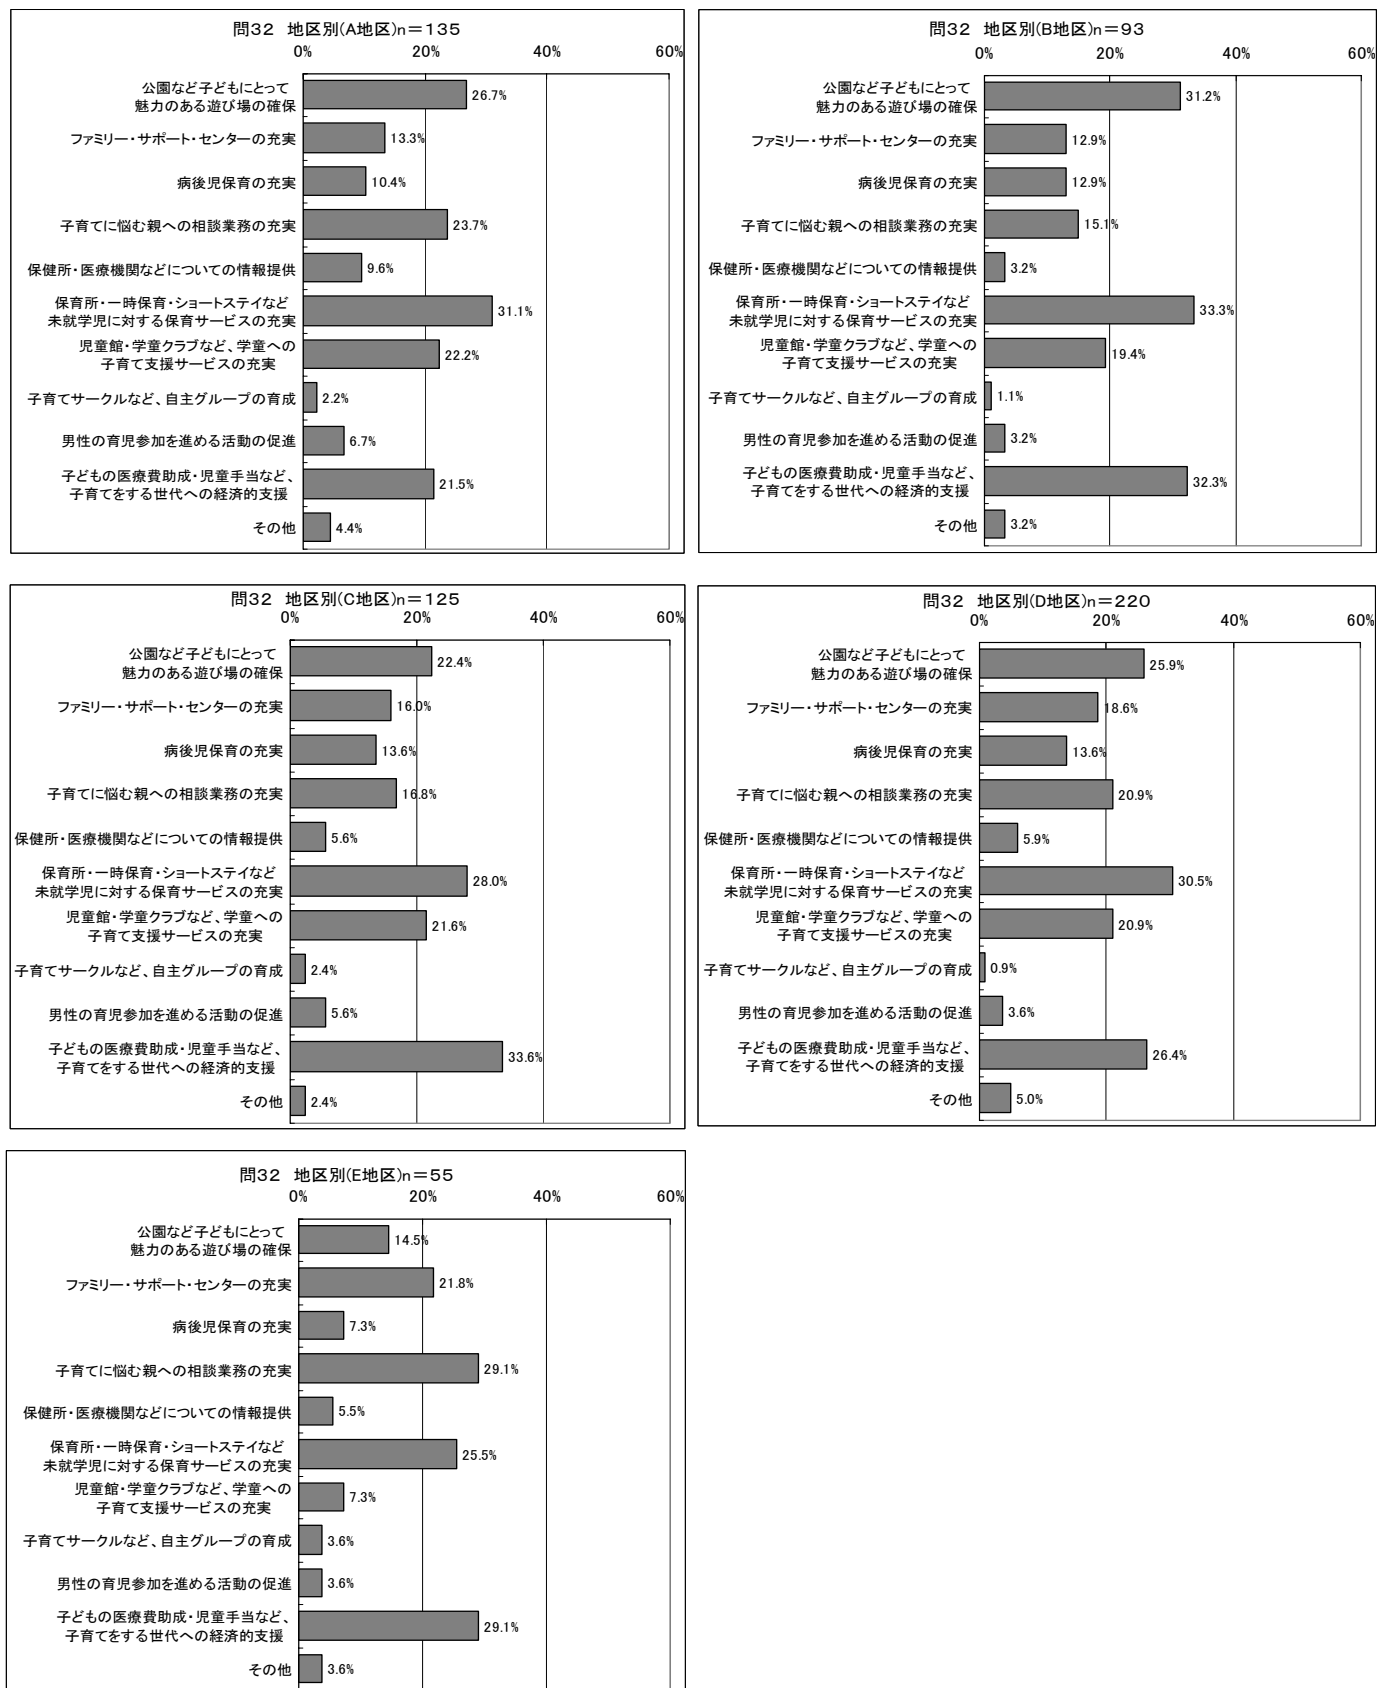 問32 地区別(A地区)n＝135
0% 20% 40% 60%
公園など子どもにとって
魅力のある遊び場の確保
26.7%
ファミリー・サポート・センターの充実
13.3%
病後児保育の充実
10.4%
子育てに悩む親への相談業務の充実
23.7%
保健所・医療機関などについての情報提供
9.6%
保育所・一時保育・ショートステイなど
未就学児に対する保育サービスの充実
31.1%
児童館・学童クラブなど、学童への
子育て支援サービスの充実
22.2%
子育てサークルなど、自主グループの育成
2.2%
男性の育児参加を進める活動の促進
6.7%
子どもの医療費助成・児童手当など、
子育てをする世代への経済的支援
21.5%
その他
4.4%
問32 地区別(B地区)n＝93
0% 20% 40% 60%
公園など子どもにとって
魅力のある遊び場の確保
31.2%
ファミリー・サポート・センターの充実
12.9%
病後児保育の充実
12.9%
子育てに悩む親への相談業務の充実
15.1%
保健所・医療機関などについての情報提供
3.2%
保育所・一時保育・ショートステイなど
未就学児に対する保育サービスの充実
33.3%
児童館・学童クラブなど、学童への
子育て支援サービスの充実
19.4%
子育てサークルなど、自主グループの育成
1.1%
男性の育児参加を進める活動の促進
3.2%
子どもの医療費助成・児童手当など、
子育てをする世代への経済的支援
32.3%
その他
3.2%
問32 地区別(C地区)n＝125
0% 20% 40% 60%
公園など子どもにとって
魅力のある遊び場の確保
22.4%
ファミリー・サポート・センターの充実
16.0%
病後児保育の充実
13.6%
子育てに悩む親への相談業務の充実
16.8%
保健所・医療機関などについての情報提供
5.6%
保育所・一時保育・ショートステイなど
未就学児に対する保育サービスの充実
28.0%
児童館・学童クラブなど、学童への
子育て支援サービスの充実
21.6%
子育てサークルなど、自主グループの育成
2.4%
男性の育児参加を進める活動の促進
5.6%
子どもの医療費助成・児童手当など、
子育てをする世代への経済的支援
33.6%
その他
2.4%
問32 地区別(D地区)n＝220
0% 20% 40% 60%
公園など子どもにとって
魅力のある遊び場の確保
25.9%
ファミリー・サポート・センターの充実
18.6%
病後児保育の充実
13.6%
子育てに悩む親への相談業務の充実
20.9%
保健所・医療機関などについての情報提供
5.9%
保育所・一時保育・ショートステイなど
未就学児に対する保育サービスの充実
30.5%
児童館・学童クラブなど、学童への
子育て支援サービスの充実
20.9%
子育てサークルなど、自主グループの育成
0.9%
男性の育児参加を進める活動の促進
3.6%
子どもの医療費助成・児童手当など、
子育てをする世代への経済的支援
26.4%
その他
5.0%
問32 地区別(E地区)n＝55
0% 20% 40% 60%
公園など子どもにとって
魅力のある遊び場の確保
14.5%
ファミリー・サポート・センターの充実
21.8%
病後児保育の充実
7.3%
子育てに悩む親への相談業務の充実
29.1%
保健所・医療機関などについての情報提供
5.5%
保育所・一時保育・ショートステイなど
未就学児に対する保育サービスの充実
25.5%
児童館・学童クラブなど、学童への
子育て支援サービスの充実
7.3%
子育てサークルなど、自主グループの育成
3.6%
男性の育児参加を進める活動の促進
3.6%
子どもの医療費助成・児童手当など、
子育てをする世代への経済的支援
29.1%
その他
3.6%